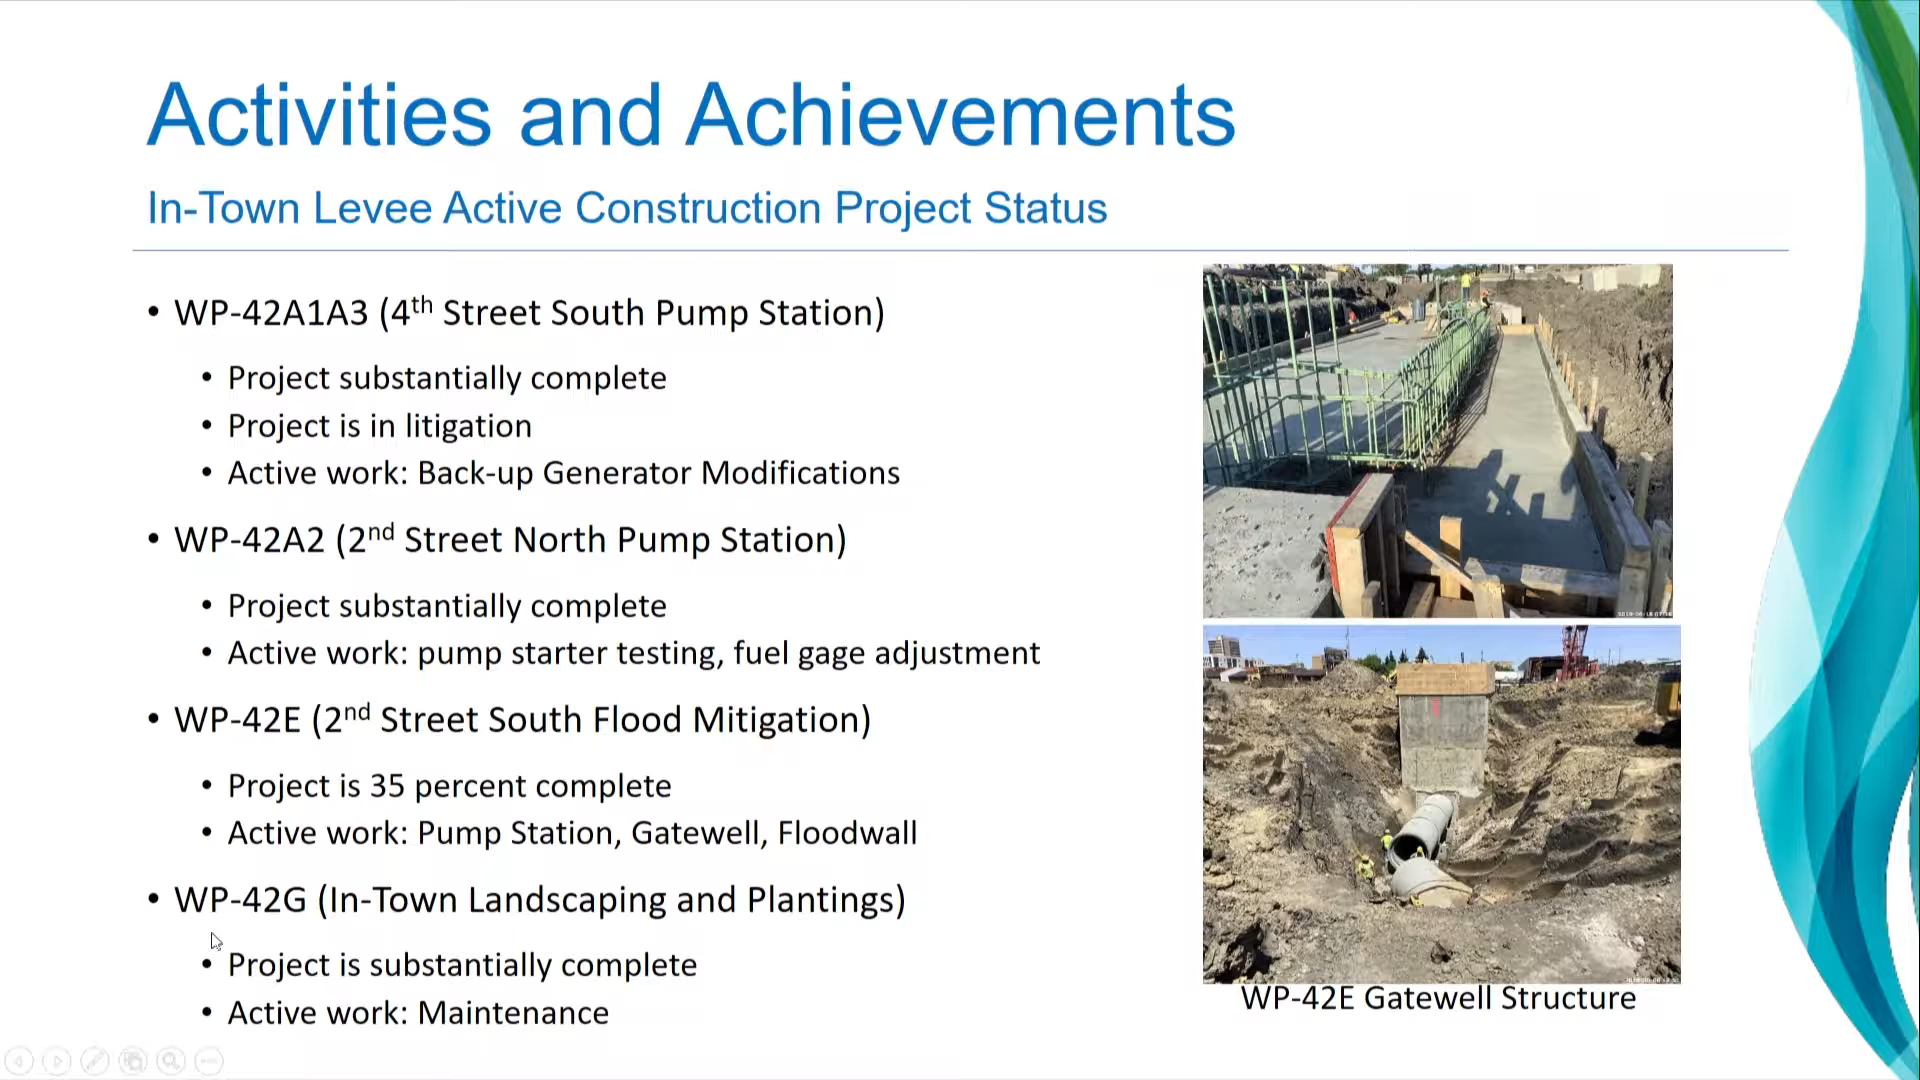 Activities and Achievements
In-Town Levee Active Construction Project Status
• WP-42A1A3 (4th Street South Pump Station)
• Project substantially complete
• Project is in litigation
• Active work: Back-up Generator Modifications
• WP-42A2 (2nd Street North Pump Station)
• Project substantially complete
• Active work: pump starter testing, fuel gage adjustment
• WP-42E (2nd Street South Flood Mitigation)
• Project is 35 percent complete
• Active work: Pump Station, Gatewell, Floodwall
• WP-42G (In-Town Landscaping and Plantings)
• Project is substantially complete
• Active work: Maintenance
WP-42E Gatewell Structure